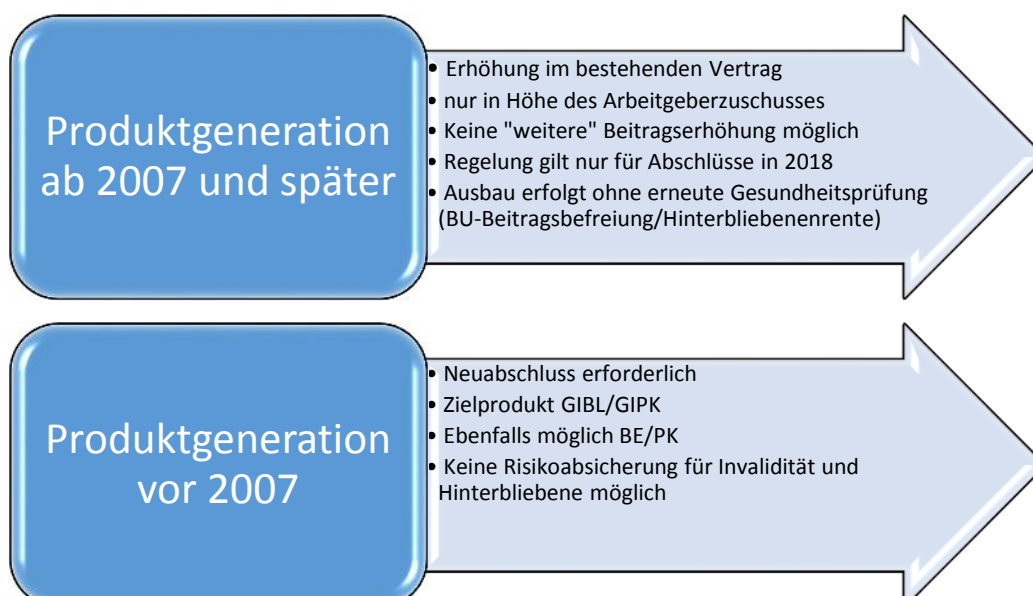 Produktgeneration
ab 2007 und später
• Erhöhung im bestehenden Vertrag
• nur in Höhe des Arbeitgeberzuschusses
• Keine "weitere" Beitragserhöhung möglich
• Regelung gilt nur für Abschlüsse in 2018
• Ausbau erfolgt ohne erneute Gesundheitsprüfung
(BU-Beitragsbefreiung/Hinterbliebenenrente)
Produktgeneration
vor 2007
• Neuabschluss erforderlich
• Zielprodukt GIBL/GIPK
• Ebenfalls möglich BE/PK
• Keine Risikoabsicherung für Invalidität und
Hinterbliebene möglich